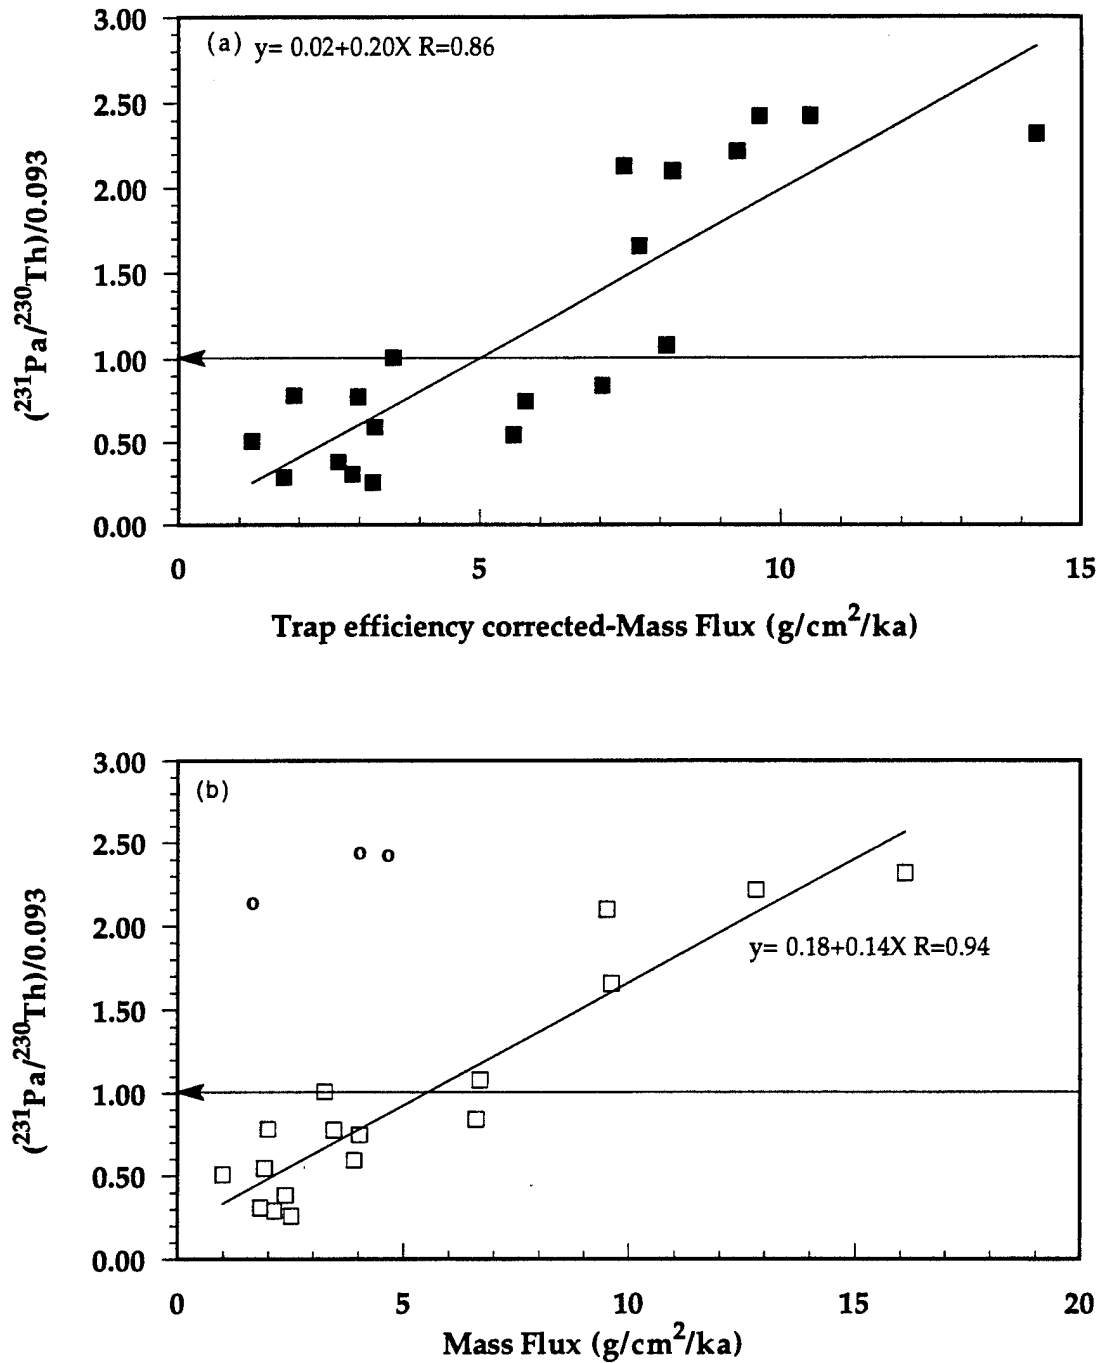 3.00
(a) y= 0.02+0.20X R=0.86
2.50
2.00
1.50
1.00
0.50
0.00
(²³¹Pa/²³⁰Th)/0.093
0 5 10 15
Trap efficiency corrected-Mass Flux (g/cm²/ka)
3.00
(b)
2.50
2.00
y= 0.18+0.14X R=0.94
1.50
1.00
0.50
0.00
(²³¹Pa/²³⁰Th)/0.093
0 5 10 15 20
Mass Flux (g/cm²/ka)